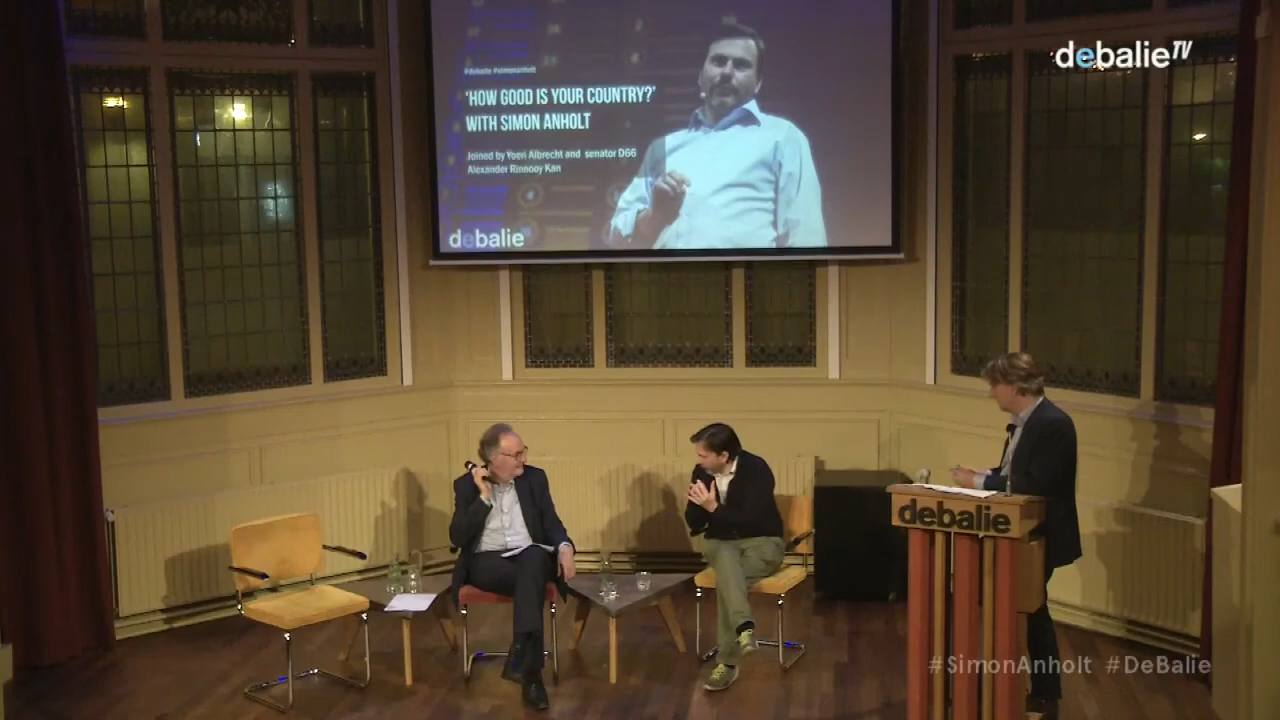 debalieTV
#debalie #simonanholt
'HOW GOOD IS YOUR COUNTRY?'
WITH SIMON ANHOLT
Joined by Yoeri Albrecht and senator D66
Alexander Rinnooy Kan
debalie
debalie
#SimonAnholt #DeBalie